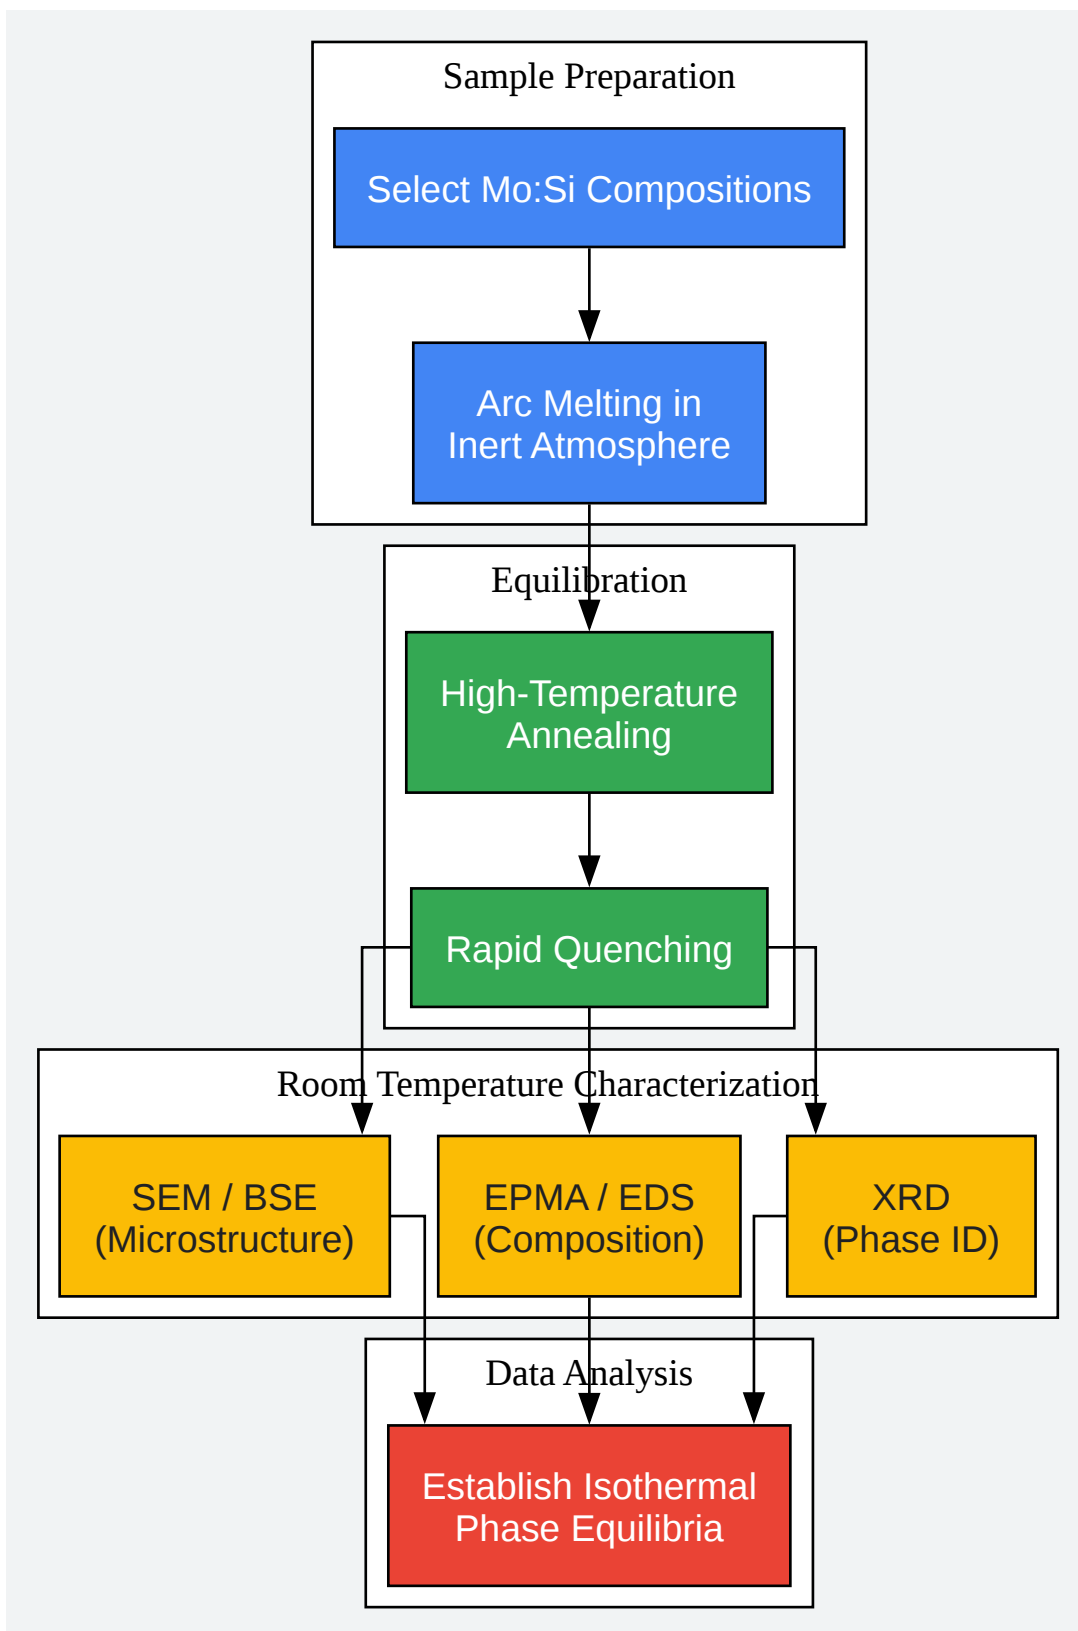 Sample Preparation
Select Mo:Si Compositions
Arc Melting in
Inert Atmosphere
Equilibration
High-Temperature
Annealing
Rapid Quenching
Room Temperature Characterization
SEM / BSE
(Microstructure)
EPMA / EDS
(Composition)
XRD
(Phase ID)
Data Analysis
Establish Isothermal
Phase Equilibria